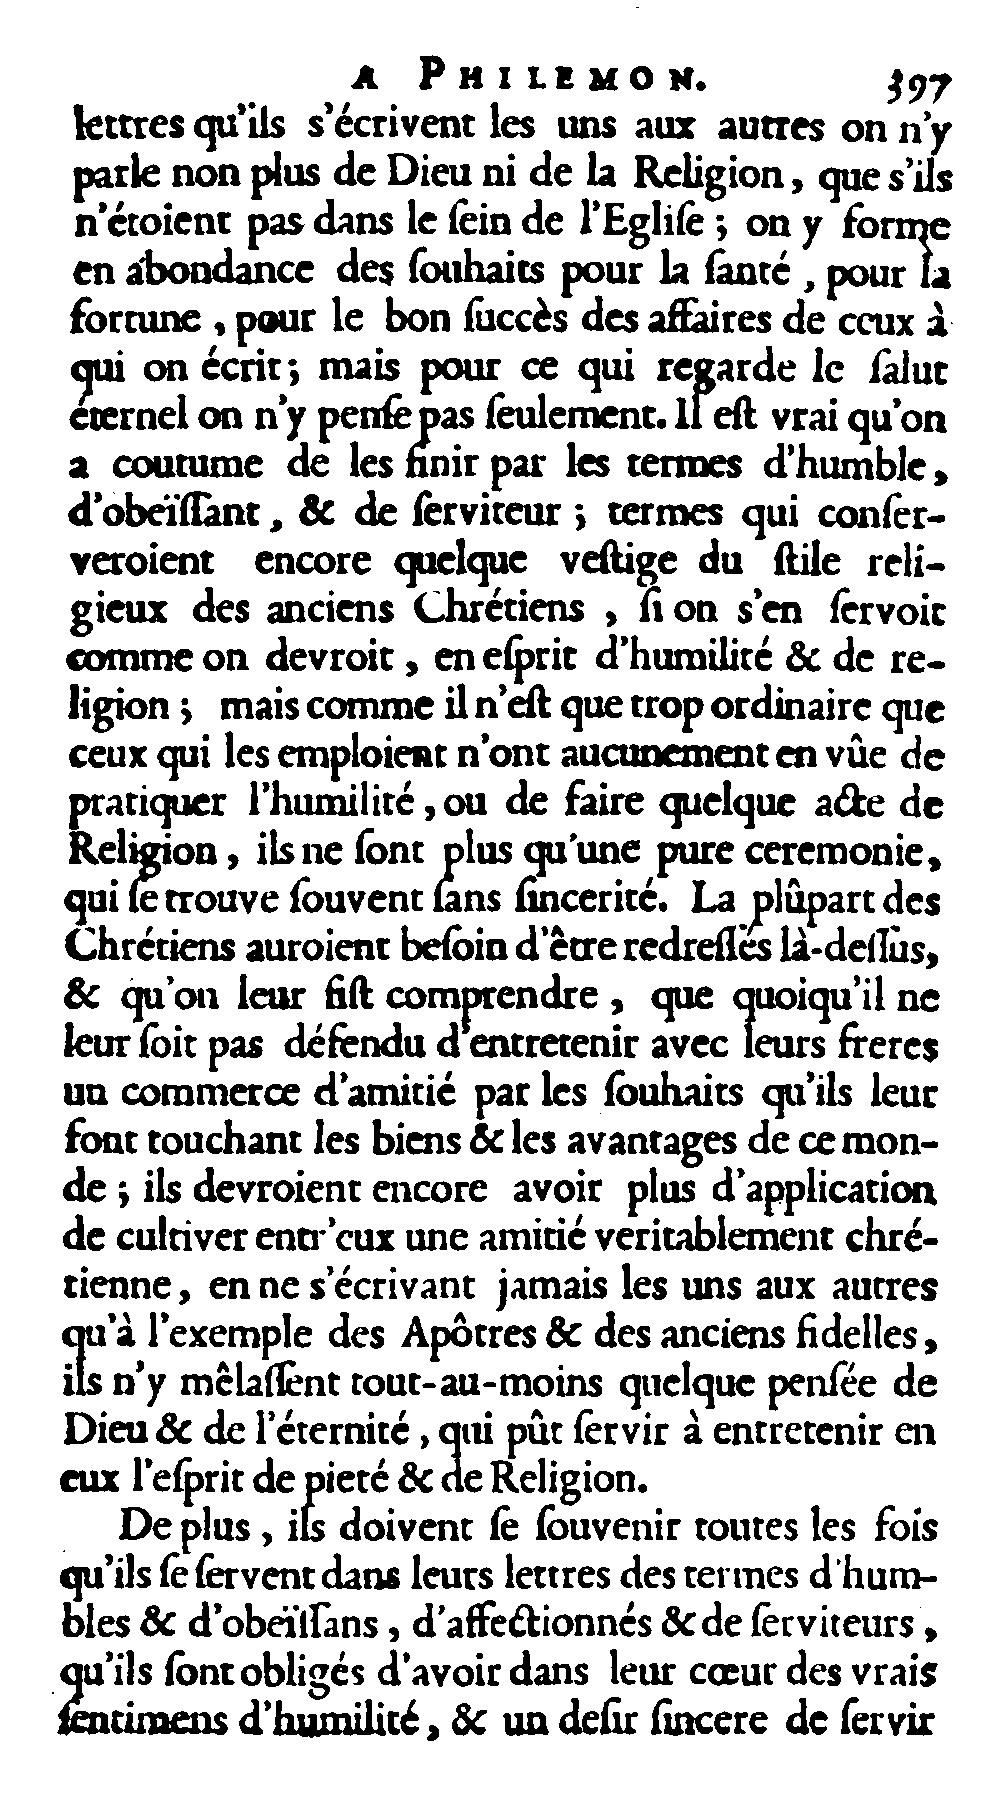 A PHILEMON. 397
lettres qu'ils s'écrivent les uns aux autres on n'y
parle non plus de Dieu ni de la Religion, que s'ils
n'étoient pas dans le ſein de l'Egliſe ; on y forme
en abondance des ſouhaits pour la ſanté , pour la
fortune , pour le bon ſuccès des affaires de ceux à
qui on écrit ; mais pour ce qui regarde le ſalut
éternel on n'y penſe pas ſeulement. Il eſt vrai qu'on
a coutume de les finir par les termes d'humble ,
d'obeïſſant , & de ſerviteur ; termes qui conſer-
veroient encore quelque veſtige du ſtile reli-
gieux des anciens Chrétiens , ſi on s'en ſervoit
comme on devroit , en eſprit d'humilité & de re-
ligion ; mais comme il n'eſt que trop ordinaire que
ceux qui les emploient n'ont aucunement en vûe de
pratiquer l'humilité , ou de faire quelque acte de
Religion , ils ne ſont plus qu'une pure ceremonie,
qui ſe trouve ſouvent ſans ſincerité. La plûpart des
Chrétiens auroient beſoin d'être redreſſés là-deſſus,
& qu'on leur fiſt comprendre , que quoiqu'il ne
leur ſoit pas défendu d'entretenir avec leurs freres
un commerce d'amitié par les ſouhaits qu'ils leur
font touchant les biens & les avantages de ce mon-
de ; ils devroient encore avoir plus d'application
de cultiver entr'eux une amitié veritablement chré-
tienne, en ne s'écrivant jamais les uns aux autres
qu'à l'exemple des Apôtres & des anciens fidelles ,
ils n'y mêlaſſent tout-au-moins quelque penſée de
Dieu & de l'éternité , qui pût ſervir à entretenir en
eux l'eſprit de pieté & de Religion.
De plus , ils doivent ſe ſouvenir toutes les fois
qu'ils ſe ſervent dans leurs lettres des termes d'hum-
bles & d'obeïſſans , d'affectionnés & de ſerviteurs ,
qu'ils ſont obligés d'avoir dans leur cœur des vrais
ſentimens d'humilité , & un deſir ſincere de ſervir